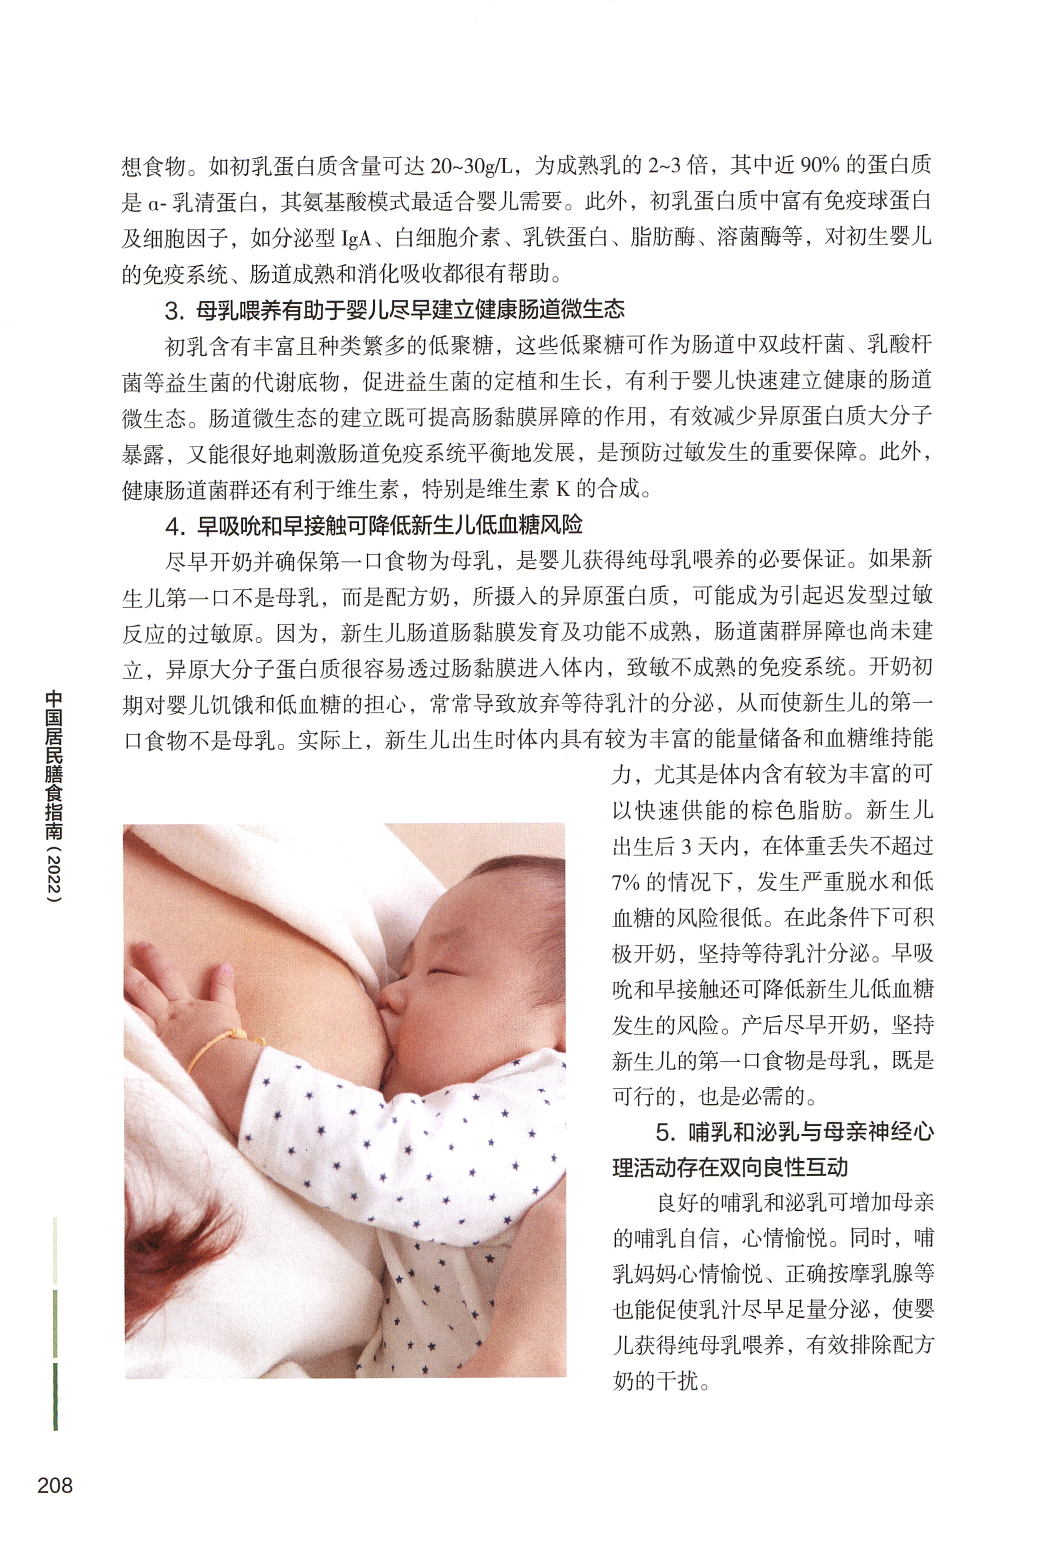 想食物。如初乳蛋白质含量可达 20~30g/L，为成熟乳的 2~3 倍，其中近 90% 的蛋白质
是 α- 乳清蛋白，其氨基酸模式最适合婴儿需要。此外，初乳蛋白质中富有免疫球蛋白
及细胞因子，如分泌型 IgA、白细胞介素、乳铁蛋白、脂肪酶、溶菌酶等，对初生婴儿
的免疫系统、肠道成熟和消化吸收都很有帮助。
3. 母乳喂养有助于婴儿尽早建立健康肠道微生态
初乳含有丰富且种类繁多的低聚糖，这些低聚糖可作为肠道中双歧杆菌、乳酸杆
菌等益生菌的代谢底物，促进益生菌的定植和生长，有利于婴儿快速建立健康的肠道
微生态。肠道微生态的建立既可提高肠黏膜屏障的作用，有效减少异原蛋白质大分子
暴露，又能很好地刺激肠道免疫系统平衡地发展，是预防过敏发生的重要保障。此外，
健康肠道菌群还有利于维生素，特别是维生素 K 的合成。
4. 早吸吮和早接触可降低新生儿低血糖风险
尽早开奶并确保第一口食物为母乳，是婴儿获得纯母乳喂养的必要保证。如果新
生儿第一口不是母乳，而是配方奶，所摄入的异原蛋白质，可能成为引起迟发型过敏
反应的过敏原。因为，新生儿肠道肠黏膜发育及功能不成熟，肠道菌群屏障也尚未建
立，异原大分子蛋白质很容易透过肠黏膜进入体内，致敏不成熟的免疫系统。开奶初
期对婴儿饥饿和低血糖的担心，常常导致放弃等待乳汁的分泌，从而使新生儿的第一
口食物不是母乳。实际上，新生儿出生时体内具有较为丰富的能量储备和血糖维持能
力，尤其是体内含有较为丰富的可
以快速供能的棕色脂肪。新生儿
出生后 3 天内，在体重丢失不超过
7% 的情况下，发生严重脱水和低
血糖的风险很低。在此条件下可积
极开奶，坚持等待乳汁分泌。早吸
吮和早接触还可降低新生儿低血糖
发生的风险。产后尽早开奶，坚持
新生儿的第一口食物是母乳，既是
可行的，也是必需的。
5. 哺乳和泌乳与母亲神经心
理活动存在双向良性互动
良好的哺乳和泌乳可增加母亲
的哺乳自信，心情愉悦。同时，哺
乳妈妈心情愉悦、正确按摩乳腺等
也能促使乳汁尽早足量分泌，使婴
儿获得纯母乳喂养，有效排除配方
奶的干扰。
中国居民膳食指南（2022）
208